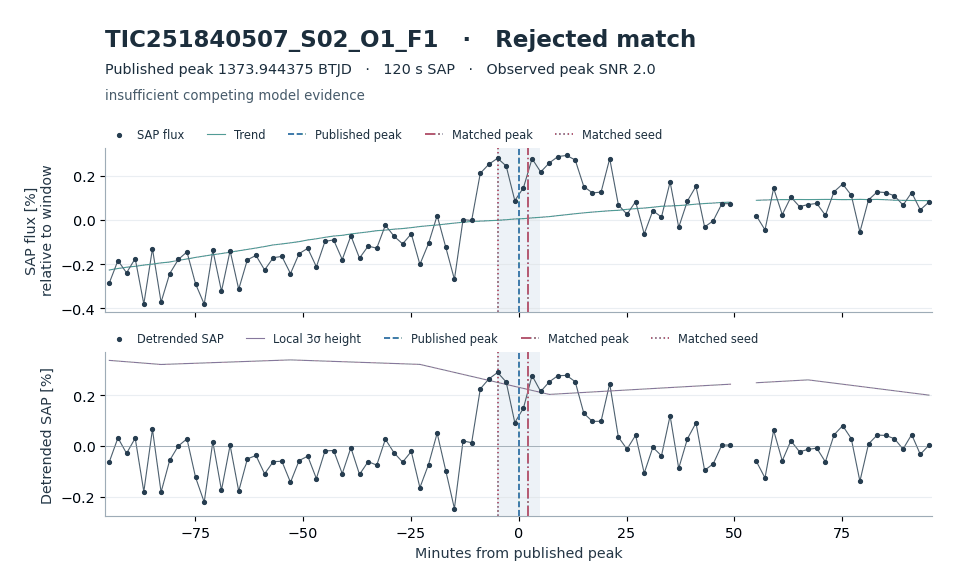 TIC251840507_S02_O1_F1 · Rejected match
Published peak 1373.944375 BTJD · 120 s SAP · Observed peak SNR 2.0
insufficient competing model evidence
SAP flux Trend Published peak Matched peak Matched seed
SAP flux [%]
relative to window
0.2
0.0
−0.2
−0.4
Detrended SAP Local 3σ height Published peak Matched peak Matched seed
Detrended SAP [%]
0.2
0.0
−0.2
−75 −50 −25 0 25 50 75
Minutes from published peak